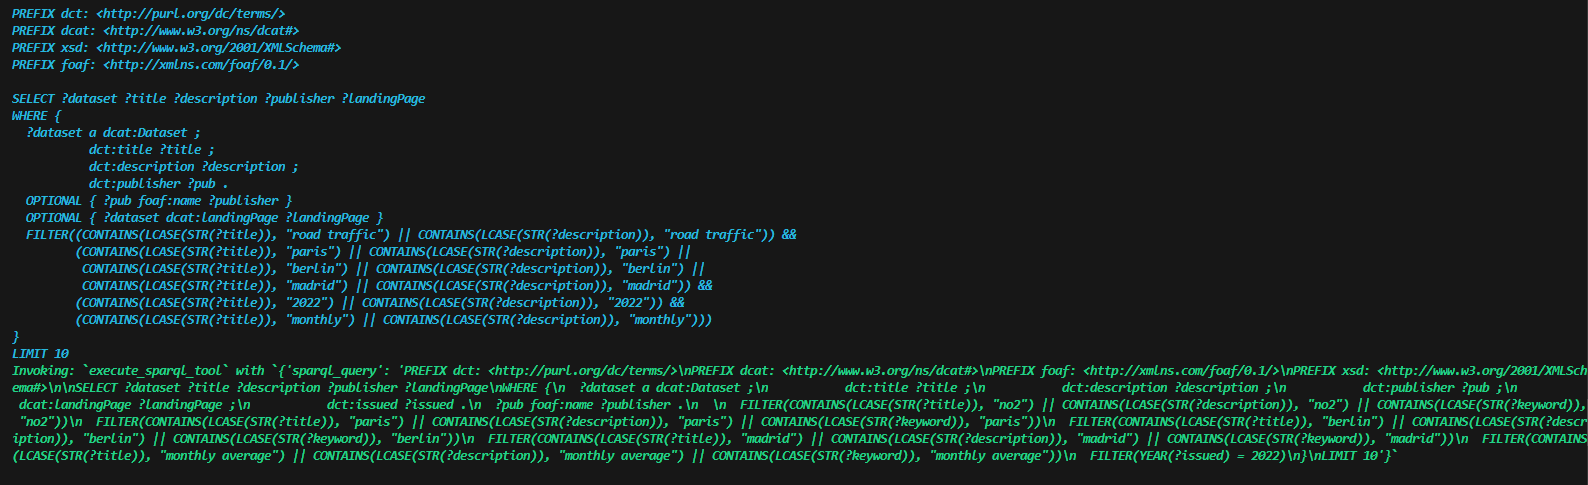 PREFIX dct: <http://purl.org/dc/terms/>
PREFIX dcat: <http://www.w3.org/ns/dcat#>
PREFIX xsd: <http://www.w3.org/2001/XMLSchema#>
PREFIX foaf: <http://xmlns.com/foaf/0.1/>

SELECT ?dataset ?title ?description ?publisher ?landingPage
WHERE {
  ?dataset a dcat:Dataset ;
           dct:title ?title ;
           dct:description ?description ;
           dct:publisher ?pub .
  OPTIONAL { ?pub foaf:name ?publisher }
  OPTIONAL { ?dataset dcat:landingPage ?landingPage }
  FILTER((CONTAINS(LCASE(STR(?title)), "road traffic") || CONTAINS(LCASE(STR(?description)), "road traffic")) &&
         (CONTAINS(LCASE(STR(?title)), "paris") || CONTAINS(LCASE(STR(?description)), "paris") ||
          CONTAINS(LCASE(STR(?title)), "berlin") || CONTAINS(LCASE(STR(?description)), "berlin") ||
          CONTAINS(LCASE(STR(?title)), "madrid") || CONTAINS(LCASE(STR(?description)), "madrid")) &&
         (CONTAINS(LCASE(STR(?title)), "2022") || CONTAINS(LCASE(STR(?description)), "2022")) &&
         (CONTAINS(LCASE(STR(?title)), "monthly") || CONTAINS(LCASE(STR(?description)), "monthly")))
}
LIMIT 10
Invoking: `execute_sparql_tool` with `{'sparql_query': 'PREFIX dct: <http://purl.org/dc/terms/>\nPREFIX dcat: <http://www.w3.org/ns/dcat#>\nPREFIX foaf: <http://xmlns.com/foaf/0.1/>\nPREFIX xsd: <http://www.w3.org/2001/XMLSch
ema#>\n\nSELECT ?dataset ?title ?description ?publisher ?landingPage\nWHERE {\n  ?dataset a dcat:Dataset ;\n           dct:title ?title ;\n           dct:description ?description ;\n           dct:publisher ?pub ;\n
 dcat:landingPage ?landingPage ;\n           dct:issued ?issued .\n  ?pub foaf:name ?publisher .\n  \n  FILTER(CONTAINS(LCASE(STR(?title)), "no2") || CONTAINS(LCASE(STR(?description)), "no2") || CONTAINS(LCASE(STR(?keyword)),
 "no2"))\n  FILTER(CONTAINS(LCASE(STR(?title)), "paris") || CONTAINS(LCASE(STR(?description)), "paris") || CONTAINS(LCASE(STR(?keyword)), "paris"))\n  FILTER(CONTAINS(LCASE(STR(?title)), "berlin") || CONTAINS(LCASE(STR(?descr
iption)), "berlin") || CONTAINS(LCASE(STR(?keyword)), "berlin"))\n  FILTER(CONTAINS(LCASE(STR(?title)), "madrid") || CONTAINS(LCASE(STR(?description)), "madrid") || CONTAINS(LCASE(STR(?keyword)), "madrid"))\n  FILTER(CONTAINS
(LCASE(STR(?title)), "monthly average") || CONTAINS(LCASE(STR(?description)), "monthly average") || CONTAINS(LCASE(STR(?keyword)), "monthly average"))\n  FILTER(YEAR(?issued) = 2022)\n}\nLIMIT 10'}`